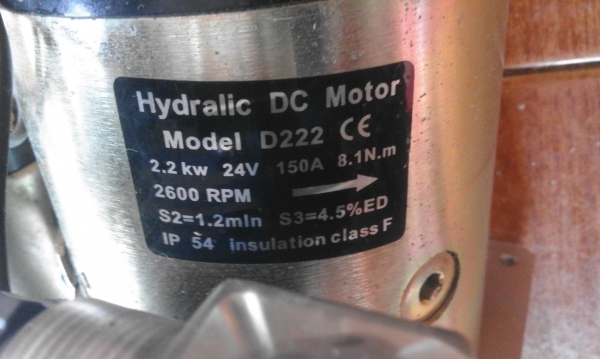 Hydralic DC Motor
Model D222 CE
2.2 kw 24V 150A 8.1N.m
2600 RPM
S2=1.2mIn S3=4.5%ED
IP 54 insulation class F